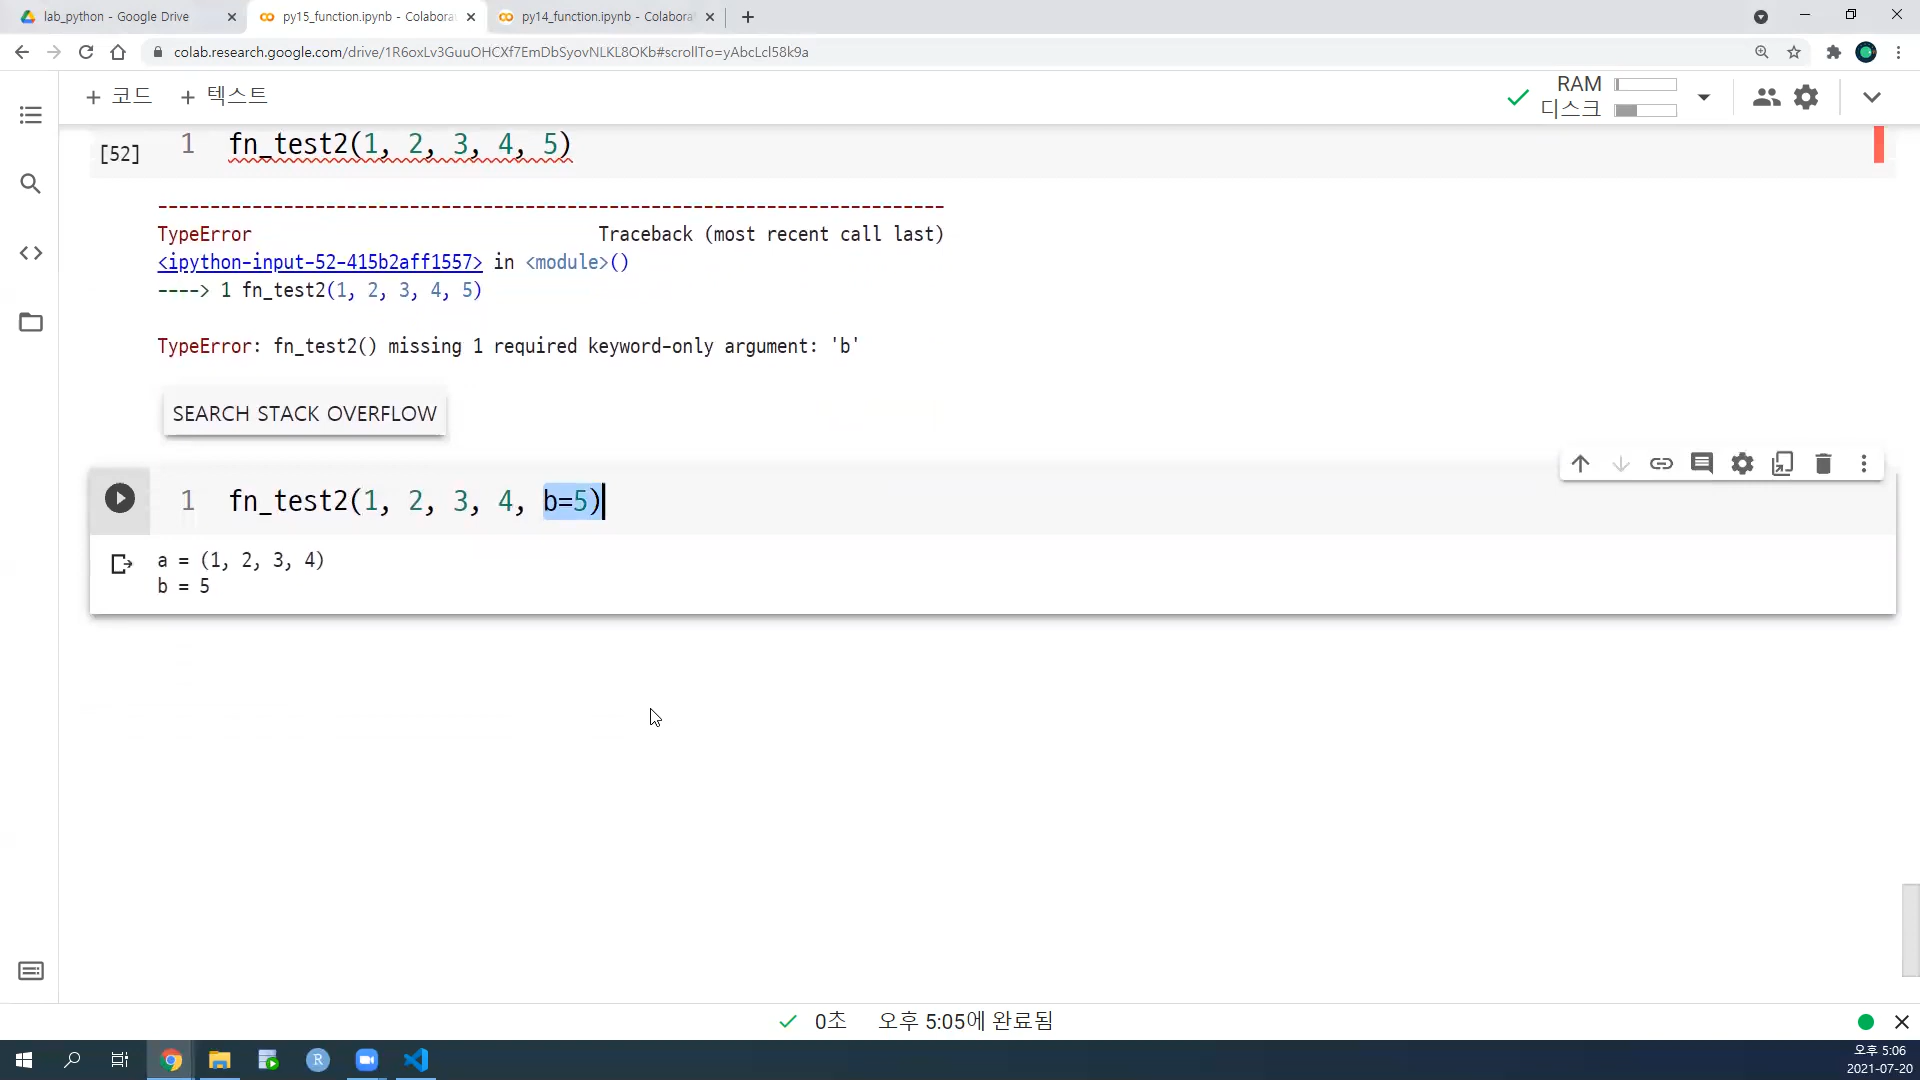 lab_python - Google Drive
py15_function.ipynb - Colabora
py14_function.ipynb - Colabora
colab.research.google.com/drive/1R6oxLv3GuuOHCXf7EmDbSyovNLKL8OKb#scrollTo=yAbcLcl58k9a
+ 코드 + 텍스트
RAM
디스크
[52] 1 fn_test2(1, 2, 3, 4, 5)
---------------------------------------------------------------------------
TypeError Traceback (most recent call last)
<ipython-input-52-415b2aff1557> in <module>()
----> 1 fn_test2(1, 2, 3, 4, 5)
TypeError: fn_test2() missing 1 required keyword-only argument: 'b'
SEARCH STACK OVERFLOW
1 fn_test2(1, 2, 3, 4, b=5)
a = (1, 2, 3, 4)
b = 5
0초 오후 5:05에 완료됨
R
오후 5:06
2021-07-20